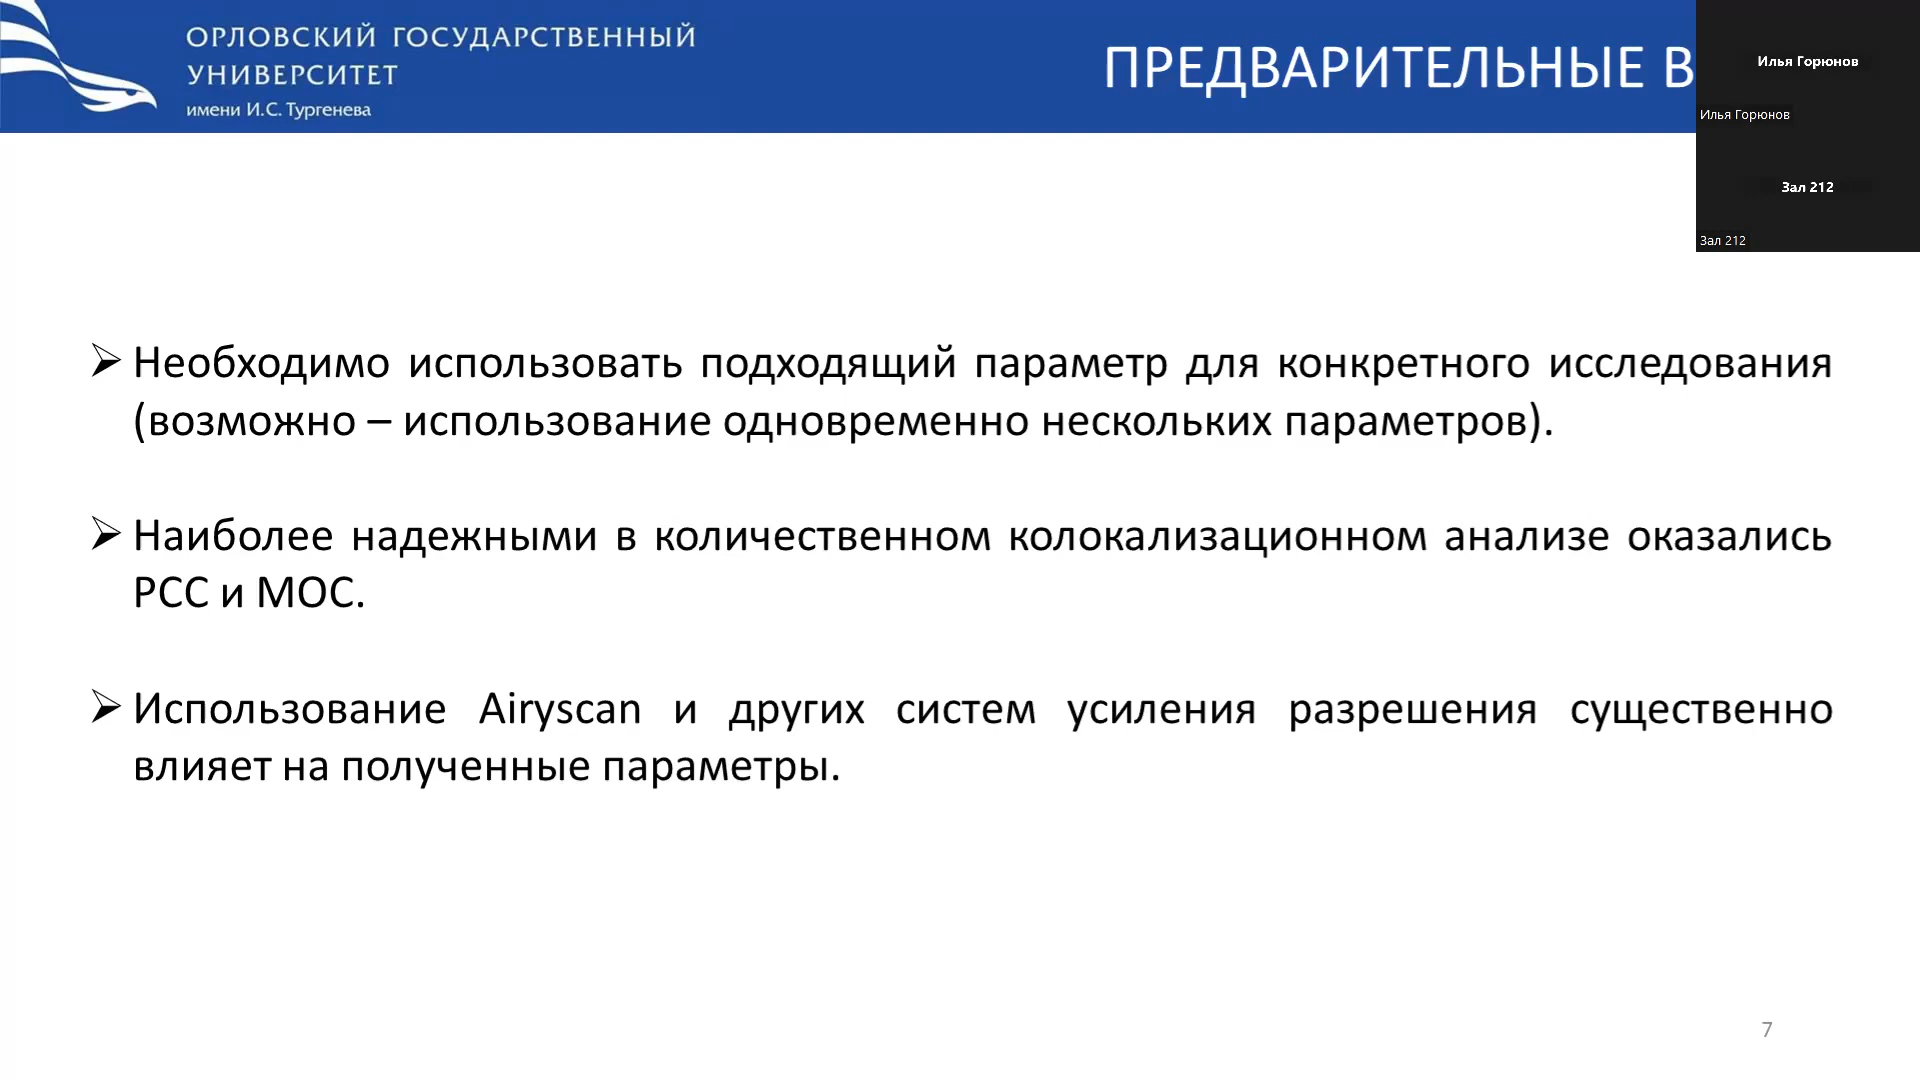 ОРЛОВСКИЙ ГОСУДАРСТВЕННЫЙ
УНИВЕРСИТЕТ
имени И.С. Тургенева
ПРЕДВАРИТЕЛЬНЫЕ В
Илья Горюнов
Илья Горюнов
Зал 212
Зал 212
➢ Необходимо использовать подходящий параметр для конкретного исследования
(возможно – использование одновременно нескольких параметров).
➢ Наиболее надежными в количественном колокализационном анализе оказались
PCC и MOC.
➢ Использование Airyscan и других систем усиления разрешения существенно
влияет на полученные параметры.
7